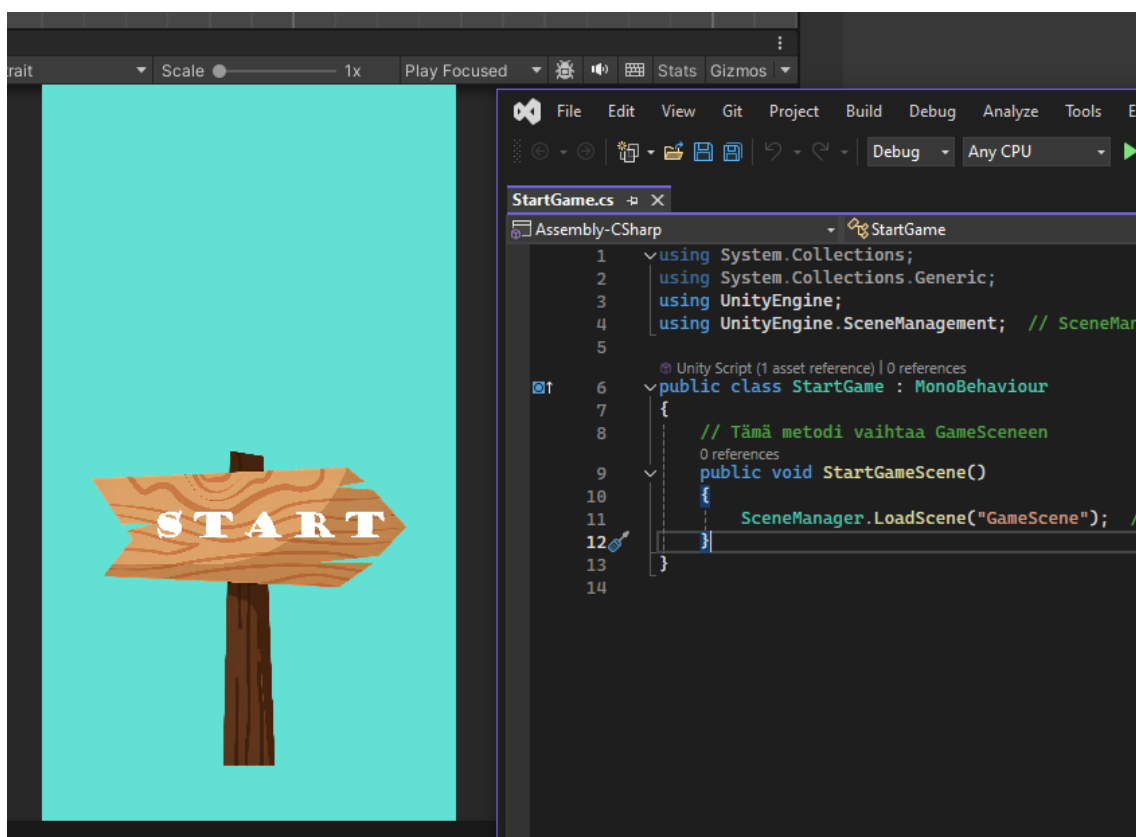 Scale 1x Play Focused Stats Gizmos
START
File Edit View Git Project Build Debug Analyze Tools
Debug Any CPU
StartGame.cs
Assembly-CSharp StartGame
1 using System.Collections;
2 using System.Collections.Generic;
3 using UnityEngine;
4 using UnityEngine.SceneManagement; //
5
Unity Script (1 asset reference) | 0 references
6 public class StartGame : MonoBehaviour
7 {
8 // Tämä metodi vaihtaa GameSceneen
0 references
9 public void StartGameScene()
10 {
11 SceneManager.LoadScene("GameScene");
12 }
13 }
14